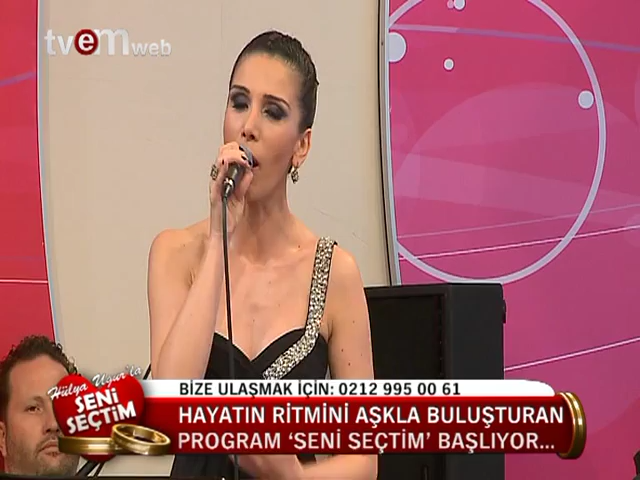 tvem web
Hülya Uğur'la
SENİ
SEÇTİM
BİZE ULAŞMAK İÇİN: 0212 995 00 61
HAYATIN RİTMİNİ AŞKLA BULUŞTURAN
PROGRAM ‘SENİ SEÇTİM’ BAŞLIYOR...